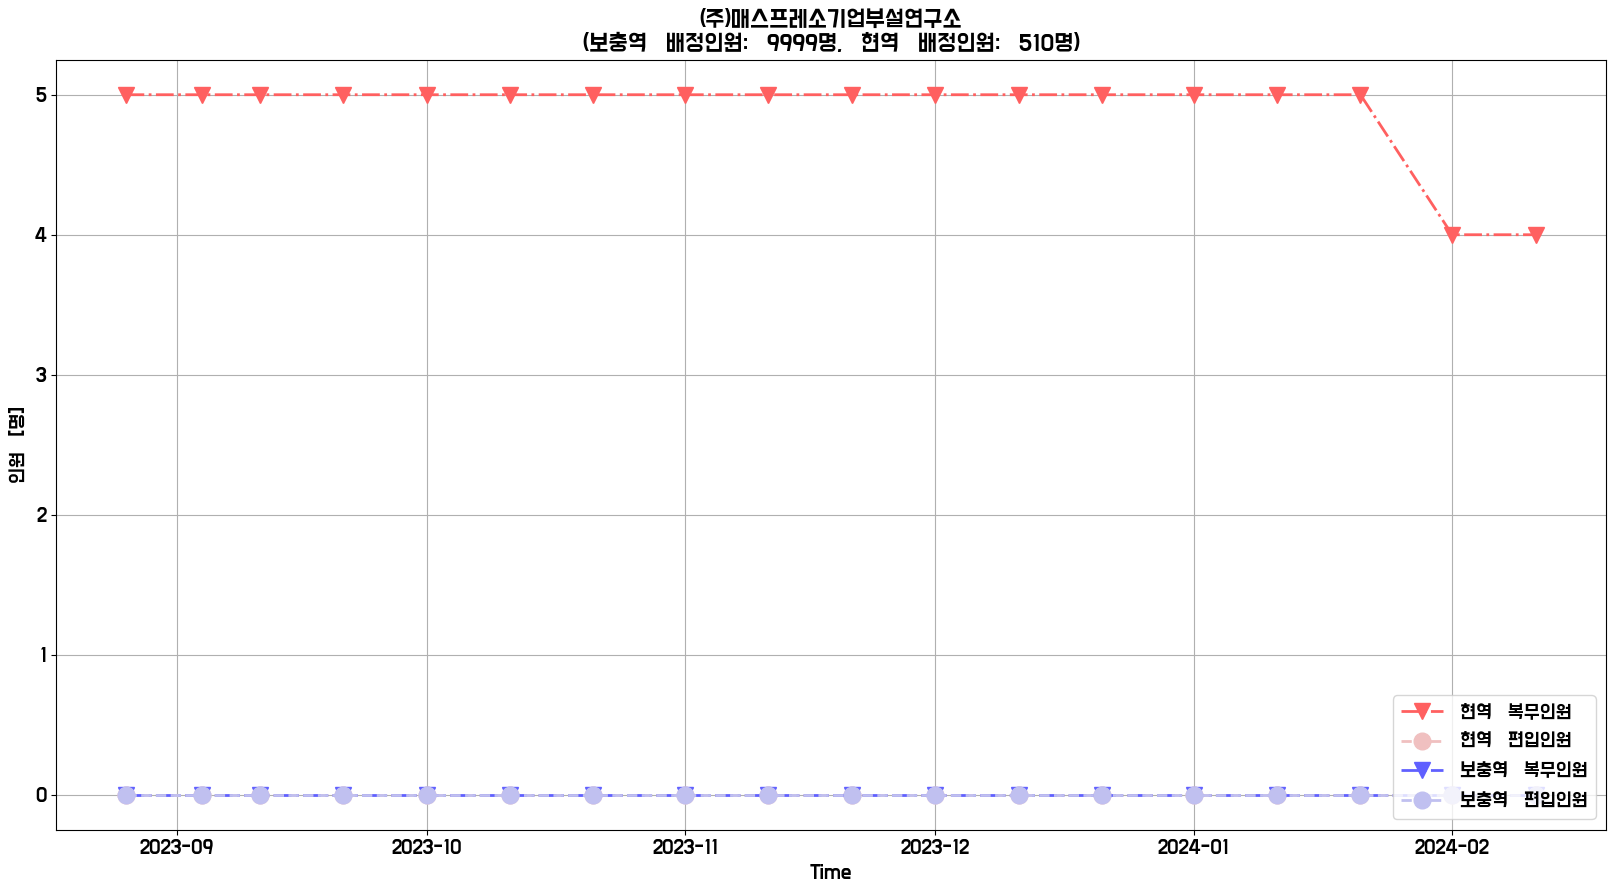 (주)매스프레소기업부설연구소
(보충역 배정인원: 9999명, 현역 배정인원: 510명)
인원 [명]
5
4
3
2
1
0
현역 복무인원
현역 편입인원
보충역 복무인원
보충역 편입인원
2023-09
2023-10
2023-11
2023-12
2024-01
2024-02
Time